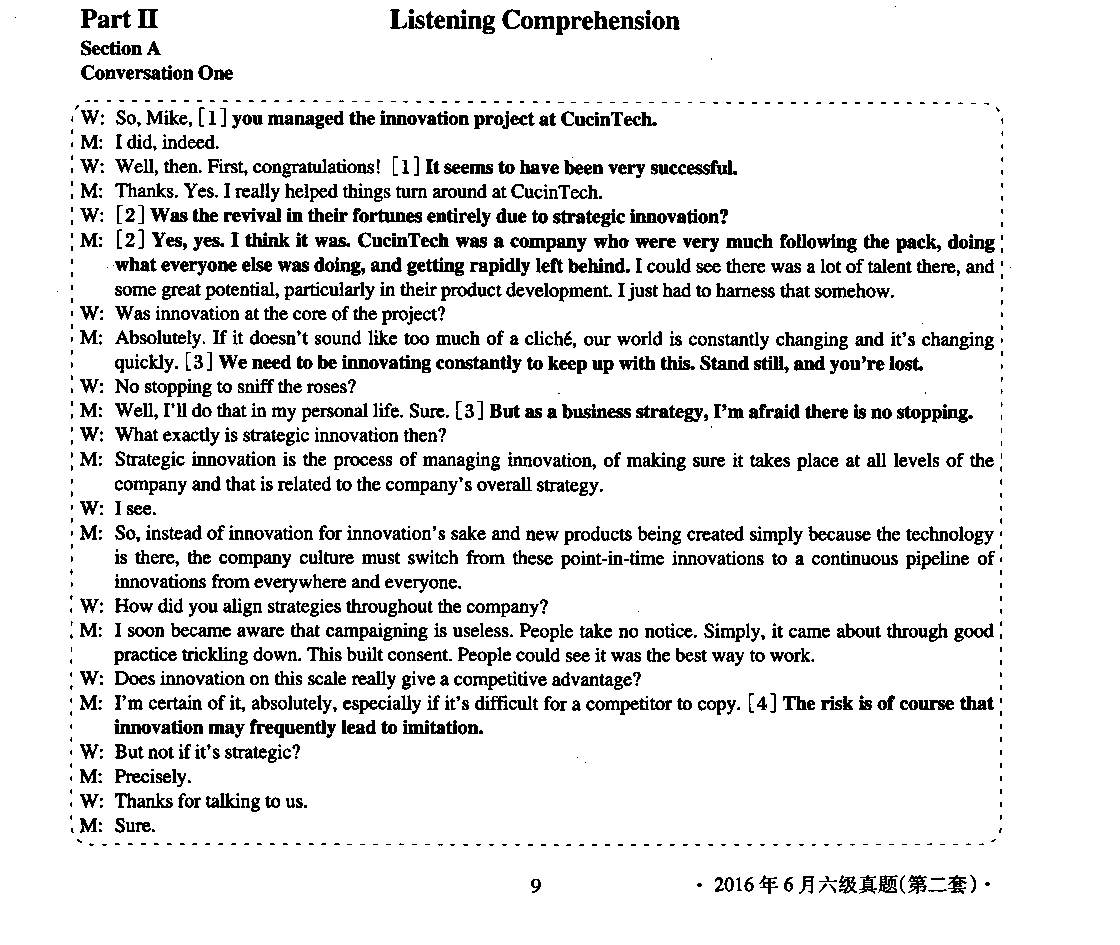 Part II
Listening Comprehension
Section A
Conversation One
W: So, Mike, [1] you managed the innovation project at CucinTech.
M: I did, indeed.
W: Well, then. First, congratulations! [1] It seems to have been very successful.
M: Thanks. Yes. I really helped things turn around at CucinTech.
W: [2] Was the revival in their fortunes entirely due to strategic innovation?
M: [2] Yes, yes. I think it was. CucinTech was a company who were very much following the pack, doing
what everyone else was doing, and getting rapidly left behind. I could see there was a lot of talent there, and
some great potential, particularly in their product development. I just had to harness that somehow.
W: Was innovation at the core of the project?
M: Absolutely. If it doesn't sound like too much of a cliché, our world is constantly changing and it's changing
quickly. [3] We need to be innovating constantly to keep up with this. Stand still, and you're lost.
W: No stopping to sniff the roses?
M: Well, I'll do that in my personal life. Sure. [3] But as a business strategy, I'm afraid there is no stopping.
W: What exactly is strategic innovation then?
M: Strategic innovation is the process of managing innovation, of making sure it takes place at all levels of the
company and that is related to the company's overall strategy.
W: I see.
M: So, instead of innovation for innovation's sake and new products being created simply because the technology
is there, the company culture must switch from these point-in-time innovations to a continuous pipeline of
innovations from everywhere and everyone.
W: How did you align strategies throughout the company?
M: I soon became aware that campaigning is useless. People take no notice. Simply, it came about through good
practice trickling down. This built consent. People could see it was the best way to work.
W: Does innovation on this scale really give a competitive advantage?
M: I'm certain of it, absolutely, especially if it's difficult for a competitor to copy. [4] The risk is of course that
innovation may frequently lead to imitation.
W: But not if it's strategic?
M: Precisely.
W: Thanks for talking to us.
M: Sure.
9
· 2016年6月六级真题(第二套)·